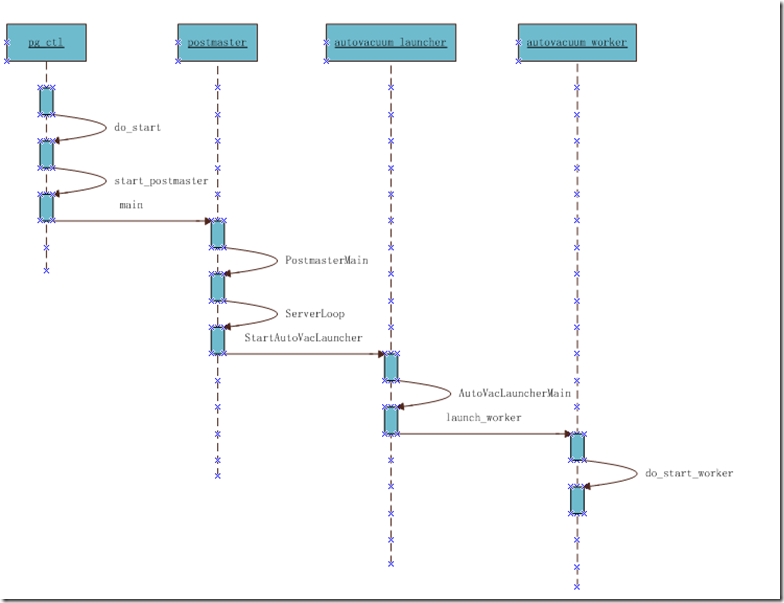 pg_ctl
postmaster
autovacuum launcher
autovacuum worker
do_start
start_postmaster
main
PostmasterMain
ServerLoop
StartAutoVacLauncher
AutoVacLauncherMain
launch_worker
do_start_worker